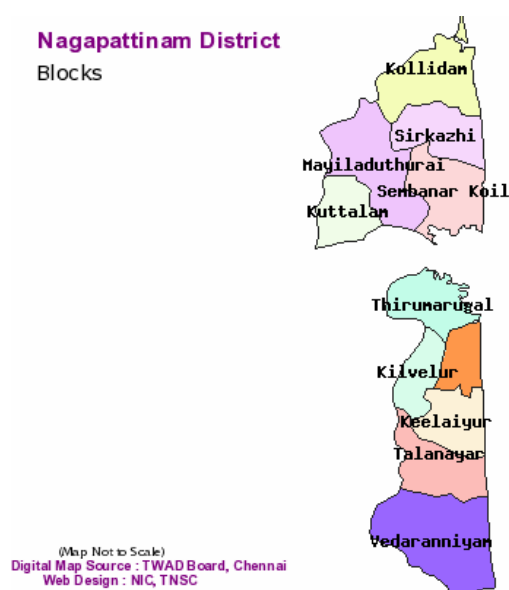 Nagapattinam District
Blocks
Kollidam
Sirkazhi
Mayiladuthurai
Sembanar Koil
Kuttalam
Thirumarugal
Kilvelur
Keelaiyur
Talanayar
Vedaranniyam
(Map Not to Scale)
Digital Map Source : TWAD Board, Chennai
Web Design : NIC, TNSC